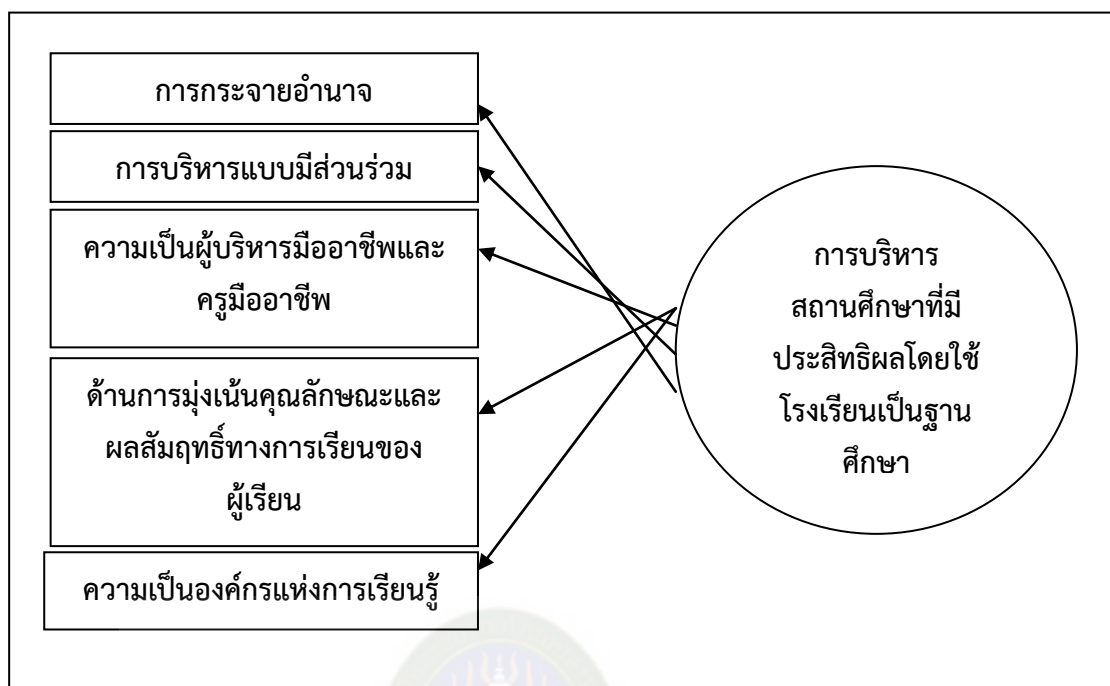 การกระจายอำนาจ
การบริหารแบบมีส่วนร่วม
ความเป็นผู้บริหารมืออาชีพและ
ครูมืออาชีพ
ด้านการมุ่งเน้นคุณลักษณะและ
ผลสัมฤทธิ์ทางการเรียนของ
ผู้เรียน
ความเป็นองค์กรแห่งการเรียนรู้
การบริหาร
สถานศึกษาที่มี
ประสิทธิผลโดยใช้
โรงเรียนเป็นฐาน
ศึกษา